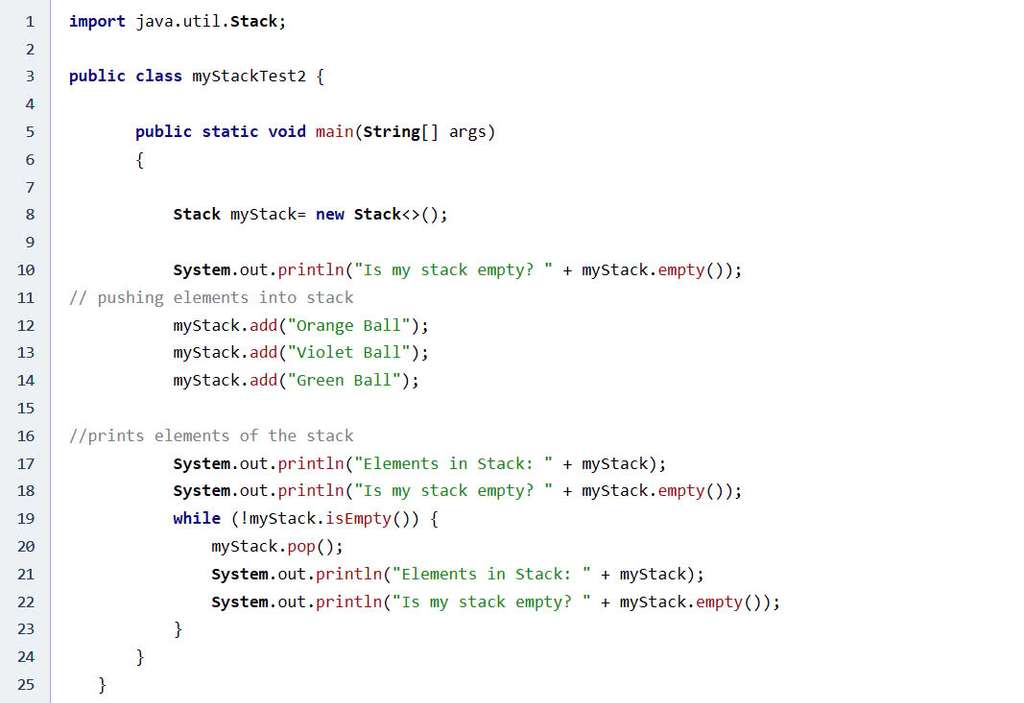 1 import java.util.Stack;
2
3 public class myStackTest2 {
4
5 public static void main(String[] args)
6 {
7
8 Stack myStack= new Stack<>();
9
10 System.out.println("Is my stack empty? " + myStack.empty());
11 // pushing elements into stack
12 myStack.add("Orange Ball");
13 myStack.add("Violet Ball");
14 myStack.add("Green Ball");
15
16 //prints elements of the stack
17 System.out.println("Elements in Stack: " + myStack);
18 System.out.println("Is my stack empty? " + myStack.empty());
19 while (!myStack.isEmpty()) {
20 myStack.pop();
21 System.out.println("Elements in Stack: " + myStack);
22 System.out.println("Is my stack empty? " + myStack.empty());
23 }
24 }
25 }